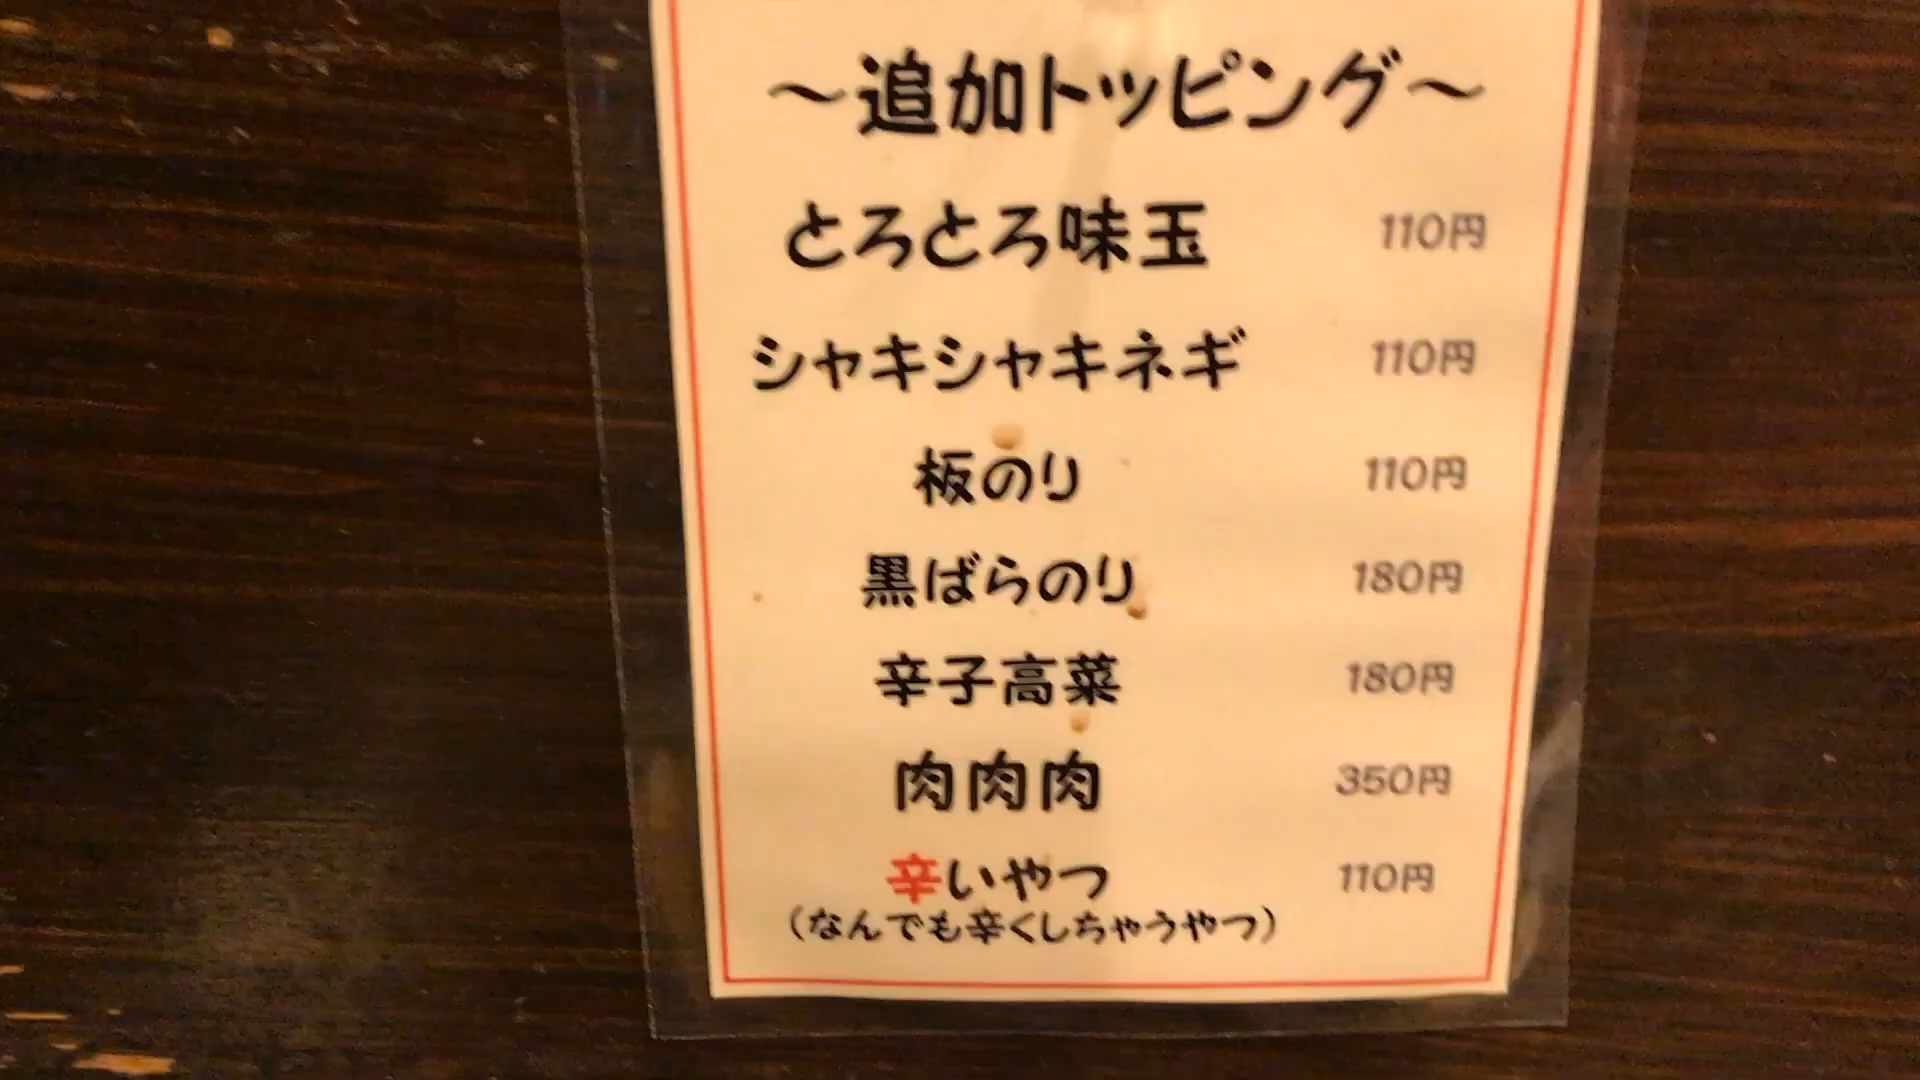 ～追加トッピング～
とろとろ味玉 110円
シャキシャキネギ 110円
板のり 110円
黒ばらのり 180円
辛子高菜 180円
肉肉肉 350円
辛いやつ 110円
（なんでも辛くしちゃうやつ）